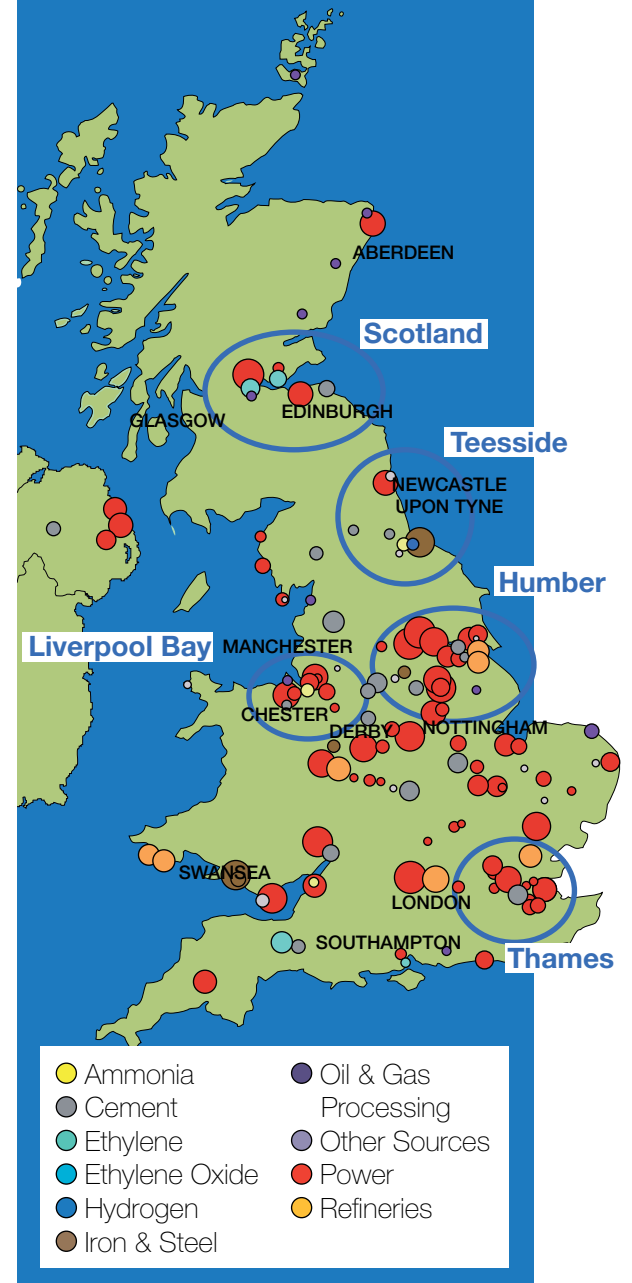 ABERDEEN
Scotland
GLASGOW
EDINBURGH
Teesside
NEWCASTLE
UPON TYNE
Humber
Liverpool Bay
MANCHESTER
CHESTER
DERBY
NOTTINGHAM
SWANSEA
LONDON
SOUTHAMPTON
Thames
Ammonia
Cement
Ethylene
Ethylene Oxide
Hydrogen
Iron & Steel
Oil & Gas
Processing
Other Sources
Power
Refineries